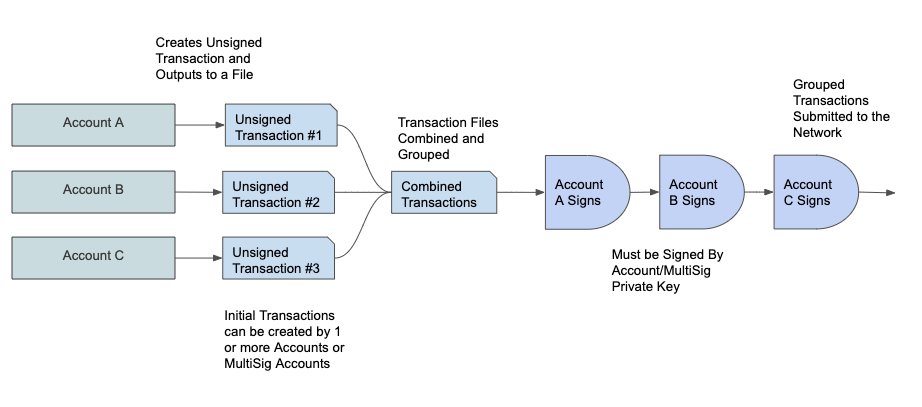 Creates Unsigned
Transaction and
Outputs to a File
Account A
Unsigned
Transaction #1
Account B
Unsigned
Transaction #2
Account C
Unsigned
Transaction #3
Initial Transactions
can be created by 1
or more Accounts or
MultiSig Accounts
Transaction Files
Combined and
Grouped
Combined
Transactions
Account
A Signs
Account
B Signs
Must be Signed By
Account/MultiSig
Private Key
Grouped
Transactions
Submitted to the
Network
Account
C Signs